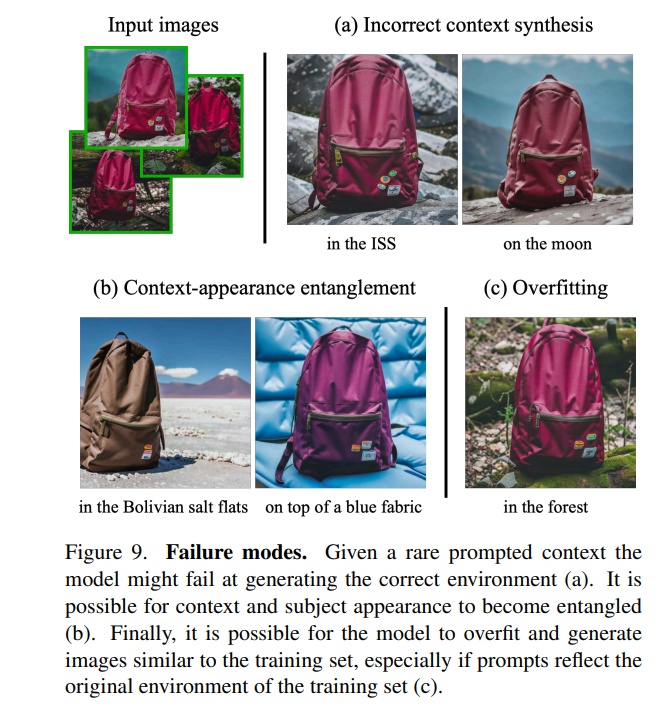 Input images
(a) Incorrect context synthesis
in the ISS
on the moon
(b) Context-appearance entanglement
(c) Overfitting
in the Bolivian salt flats
on top of a blue fabric
in the forest
Figure 9. Failure modes. Given a rare prompted context the
model might fail at generating the correct environment (a). It is
possible for context and subject appearance to become entangled
(b). Finally, it is possible for the model to overfit and generate
images similar to the training set, especially if prompts reflect the
original environment of the training set (c).